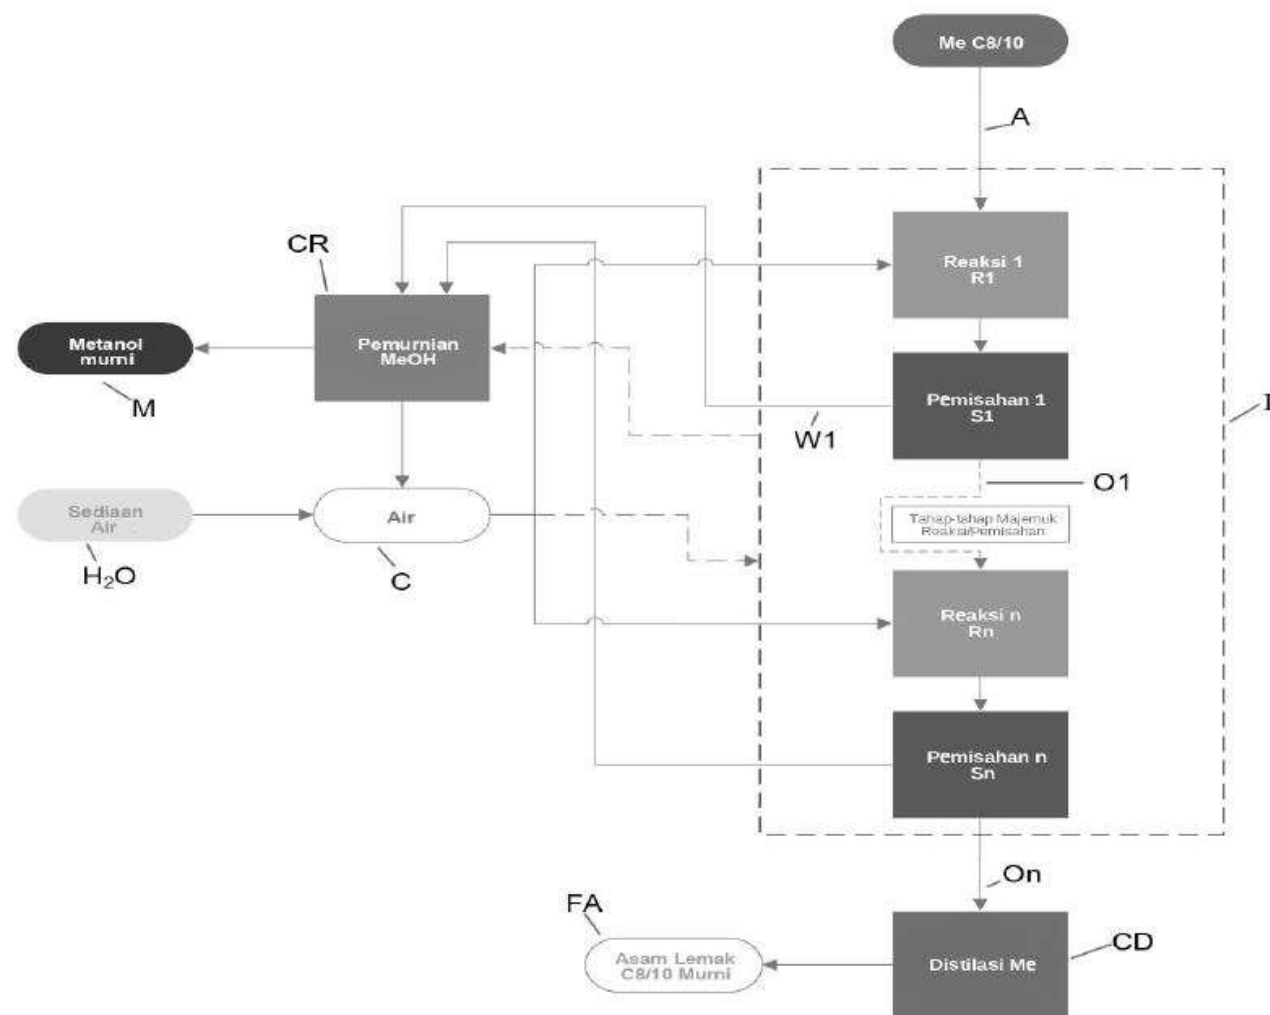 Me C8/10
A
CR
Reaksi 1
R1
Metanol
murni
Pemurnian
MeOH
M
Pemisahan 1
S1
I
W1
O1
Sediaan
Air
Air
Tahap-tahap Majemuk
Reaksi/Pemisahan
H₂O
C
Reaksi n
Rn
Pemisahan n
Sn
On
FA
Asam Lemak
C8/10 Murni
Distilasi Me
CD